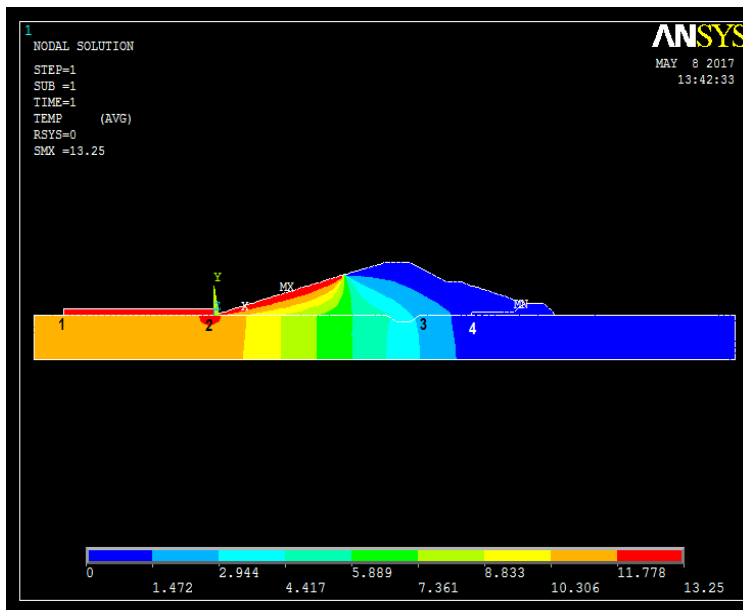 1
ANSYS
NODAL SOLUTION
MAY 8 2017
13:42:33
STEP=1
SUB =1
TIME=1
TEMP (AVG)
RSYS=0
SMX =13.25
Y
MX
X
MN
1 2 3 4
0 2.944 5.889 8.833 11.778
1.472 4.417 7.361 10.306 13.25